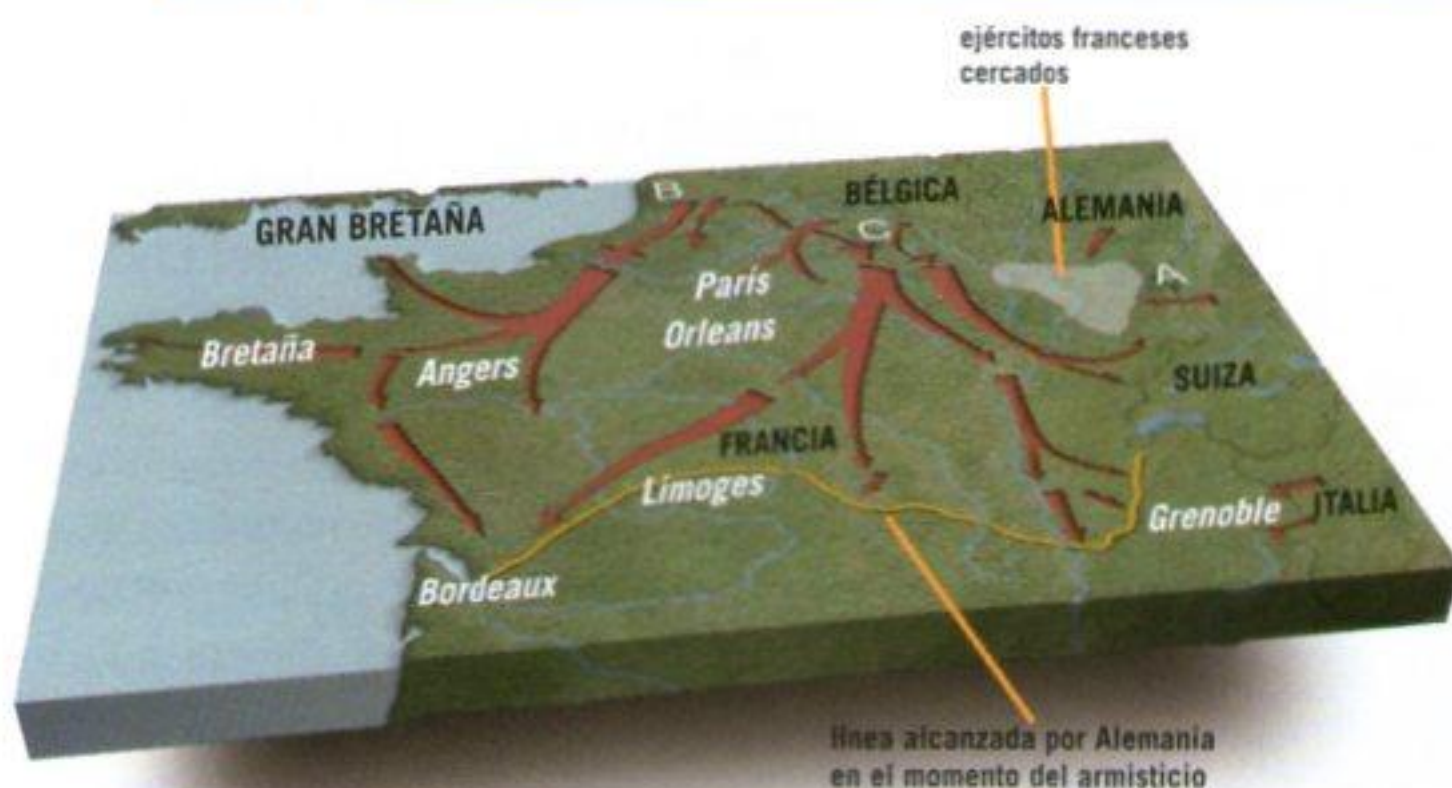 ejércitos franceses
cercados
B
BÉLGICA
ALEMANIA
GRAN BRETAÑA
C
A
París
Orleans
Bretaña
Angers
SUIZA
FRANCIA
Limoges
Grenoble
ITALIA
Bordeaux
línea alcanzada por Alemania
en el momento del armisticio